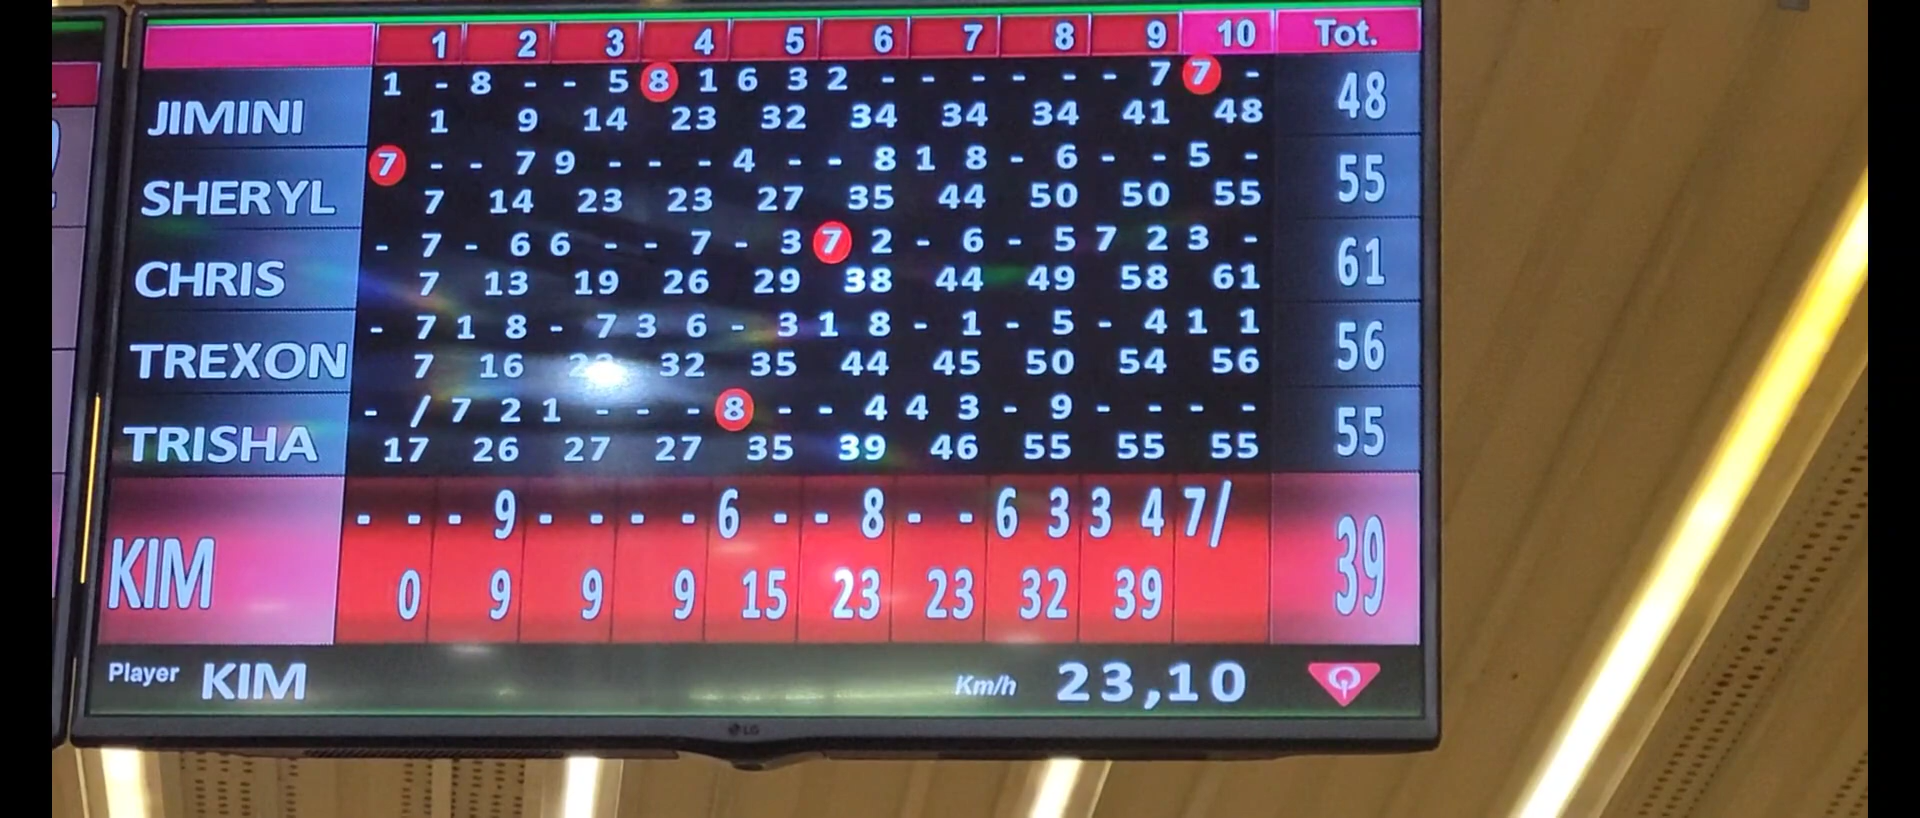 1 2 3 4 5 6 7 8 9 10 Tot.
1 - 8 - - 5 8 1 6 3 2 - - - - - - 7 7 -
JIMINI 1 9 14 23 32 34 34 34 41 48 48
7 - - 7 9 - - - 4 - - 8 1 8 - 6 - - 5 -
SHERYL 7 14 23 23 27 35 44 50 50 55 55
- 7 - 6 6 - - 7 - 3 7 2 - 6 - 5 7 2 3 -
CHRIS 7 13 19 26 29 38 44 49 58 61 61
- 7 1 8 - 7 3 6 - 3 1 8 - 1 - 5 - 4 1 1
TREXON 7 16 32 35 44 45 50 54 56 56
- / 7 2 1 - - - 8 - - 4 4 3 - 9 - - - -
TRISHA 17 26 27 27 35 39 46 55 55 55 55
- - - 9 - - - - 6 - - 8 - - 6 3 3 4 7/
KIM 0 9 9 9 15 23 23 32 39 39
Player KIM Km/h 23,10
LG